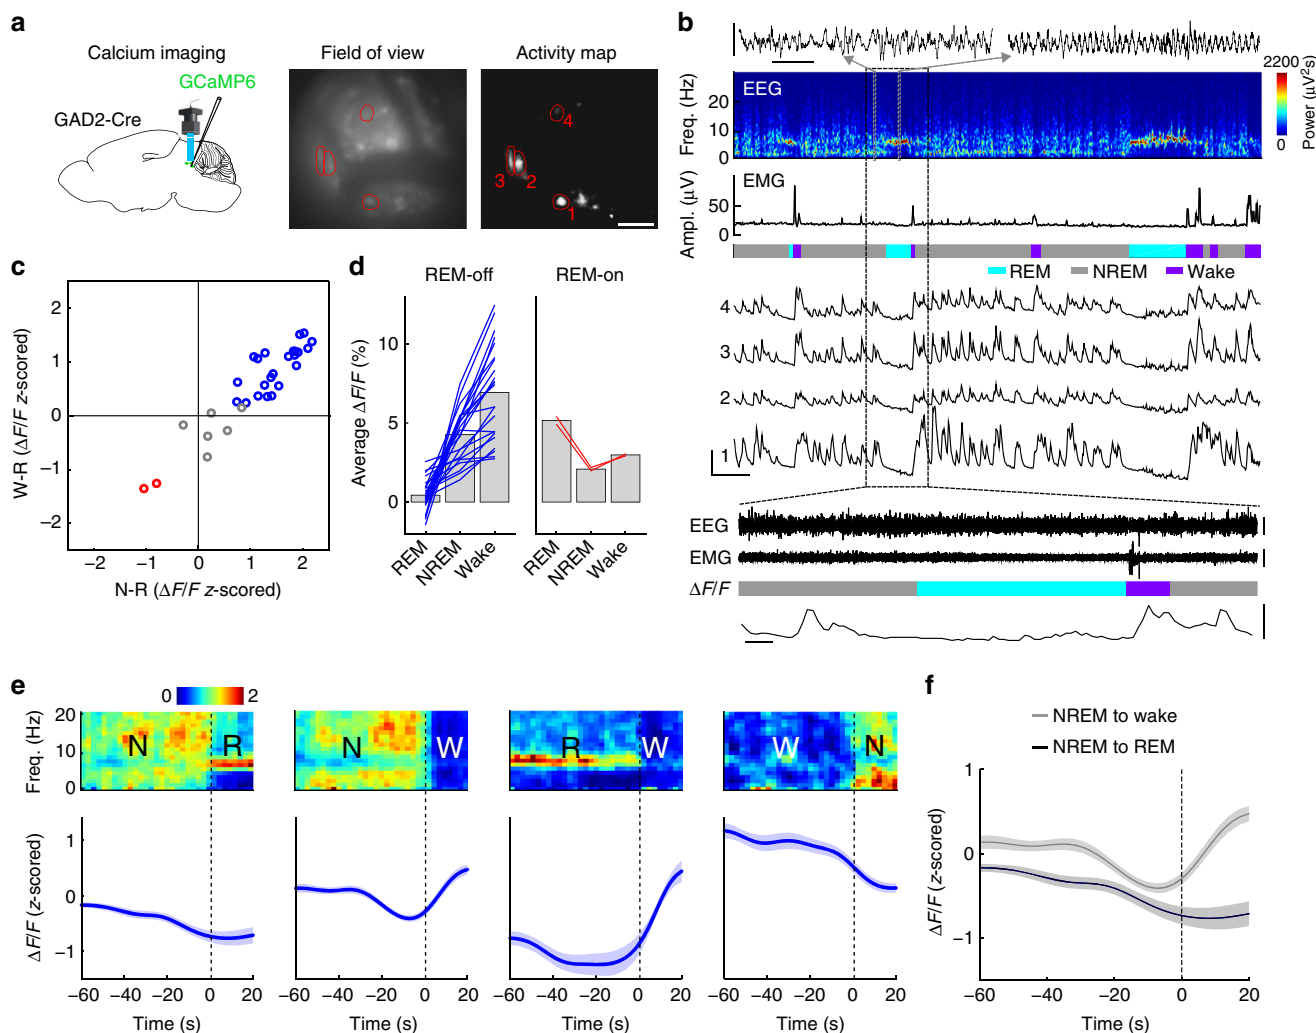 a
Calcium imaging
GCaMP6
GAD2-Cre
Field of view
Activity map
4
3
2
1
b
EEG
Freq. (Hz)
20
10
0
2200
0
Power (µV²s)
EMG
Ampl. (µV)
50
0
REM
NREM
Wake
4
3
2
1
EEG
EMG
ΔF/F
c
W-R (ΔF/F z-scored)
2
1
0
−1
−2
−2
−1
0
1
2
N-R (ΔF/F z-scored)
d
REM-off
REM-on
Average ΔF/F (%)
10
5
0
REM
NREM
Wake
REM
NREM
Wake
e
0
2
Freq. (Hz)
20
10
0
N
R
N
W
R
W
W
N
ΔF/F (z-scored)
1
0
−1
−60 −40 −20 0 20
Time (s)
−60 −40 −20 0 20
Time (s)
−60 −40 −20 0 20
Time (s)
−60 −40 −20 0 20
Time (s)
f
NREM to wake
NREM to REM
ΔF/F (z-scored)
1
0
−1
−60 −40 −20 0 20
Time (s)